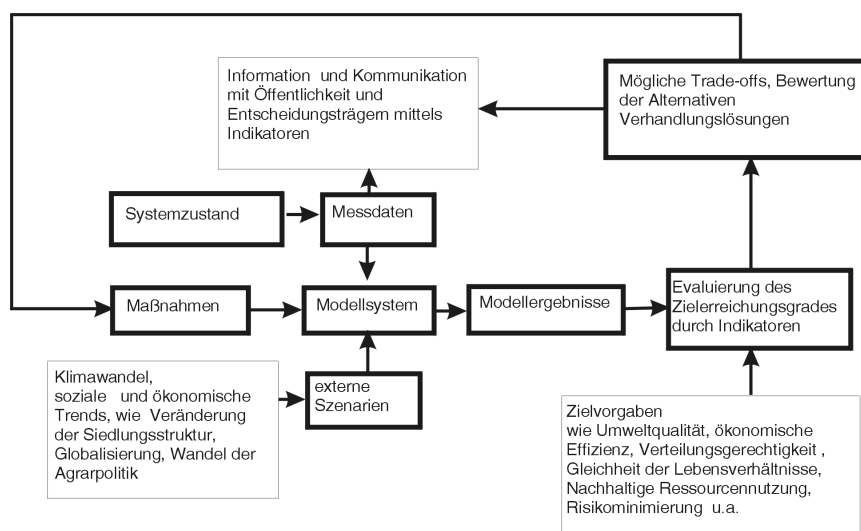 Information und Kommunikation
mit Öffentlichkeit und
Entscheidungsträgern mittels
Indikatoren
Mögliche Trade-offs, Bewertung
der Alternativen
Verhandlungslösungen
Systemzustand
Messdaten
Maßnahmen
Modellsystem
Modellergebnisse
Evaluierung des
Zielerreichungsgrades
durch Indikatoren
Klimawandel,
soziale und ökonomische
Trends, wie Veränderung
der Siedlungsstruktur,
Globalisierung, Wandel der
Agrarpolitik
externe
Szenarien
Zielvorgaben
wie Umweltqualität, ökonomische
Effizienz, Verteilungsgerechtigkeit ,
Gleichheit der Lebensverhältnisse,
Nachhaltige Ressourcennutzung,
Risikominimierung u.a.